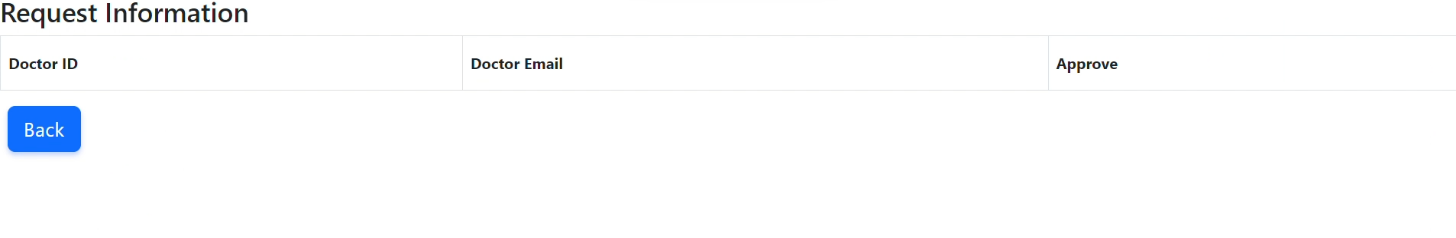 Request Information
Doctor ID Doctor Email Approve
Back